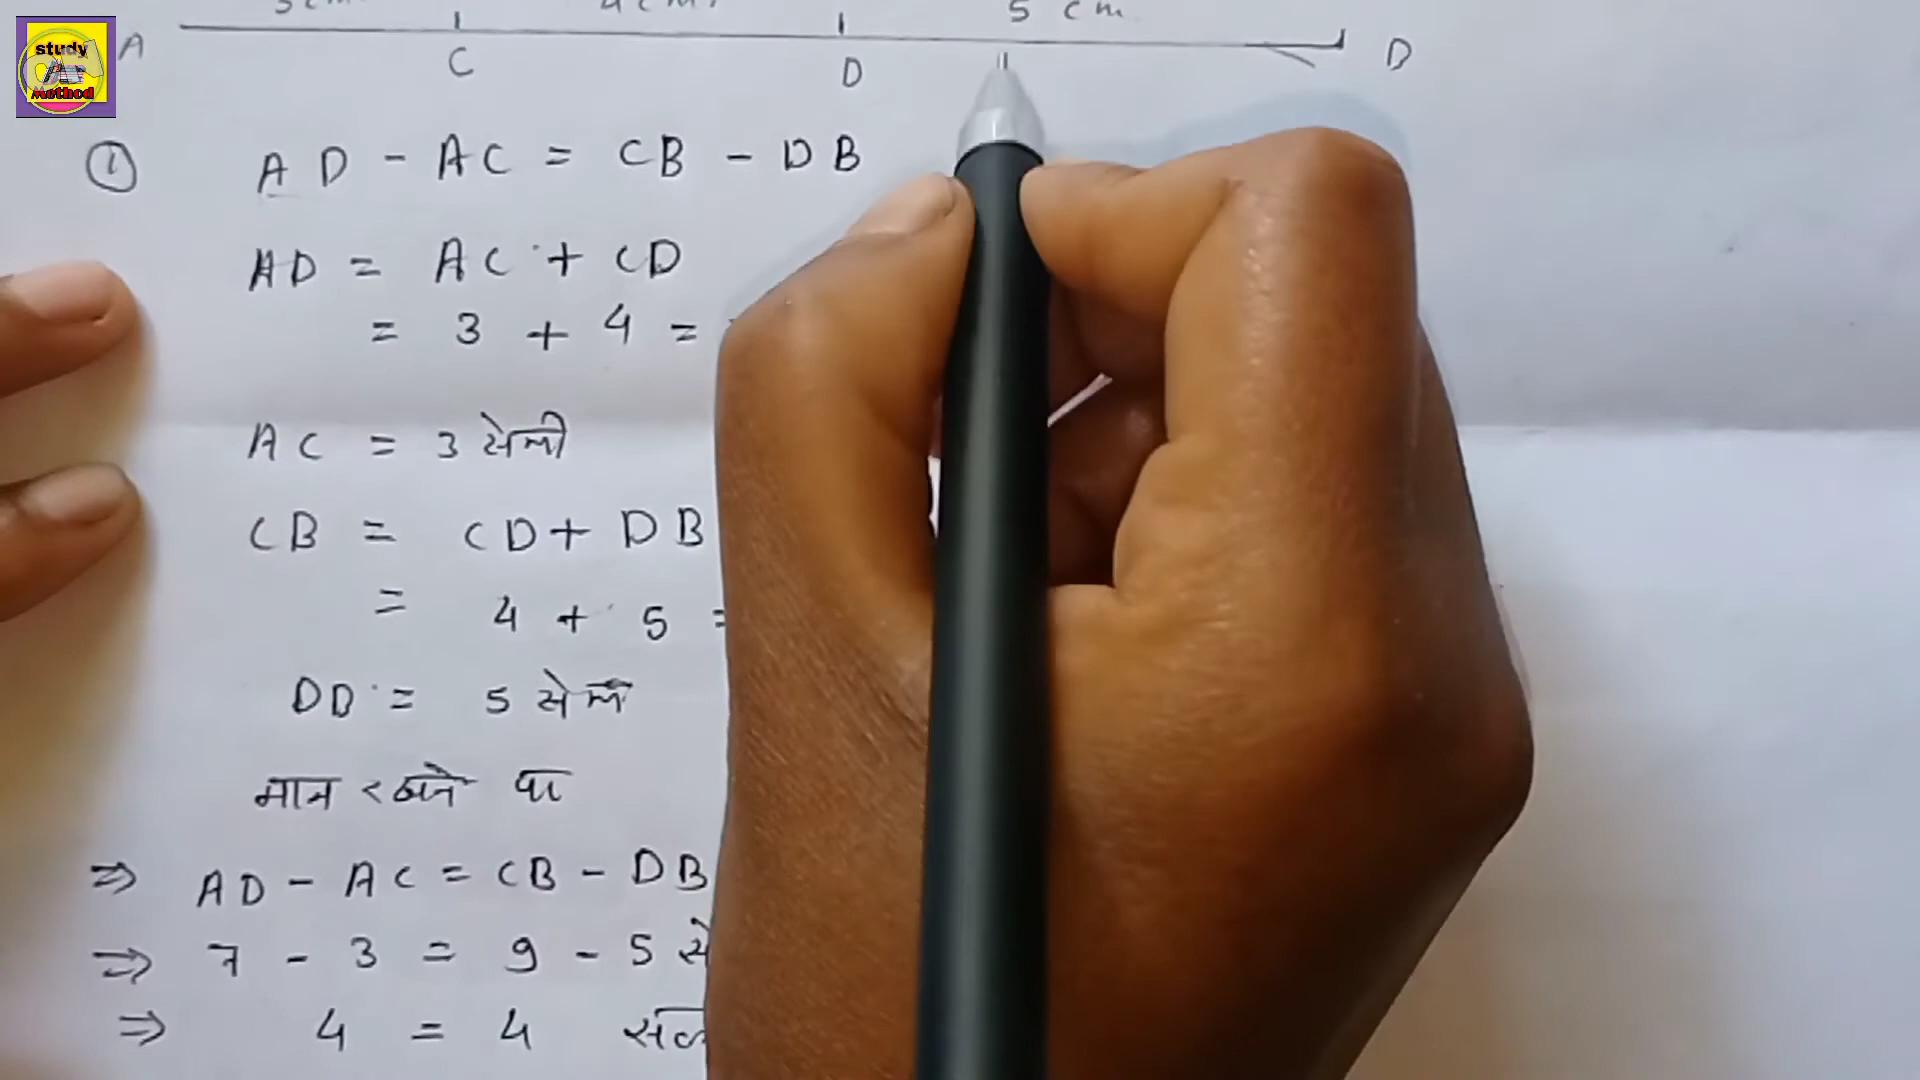 study
Method
5 cm
A C D B
① AD - AC = CB - DB
AD = AC + CD
= 3 + 4 =
AC = 3 सेमी
CB = CD + DB
= 4 + 5 =
DB = 5 सेमी
मान रखने पर
⇒ AD - AC = CB - DB
⇒ 7 - 3 = 9 - 5 से
⇒ 4 = 4